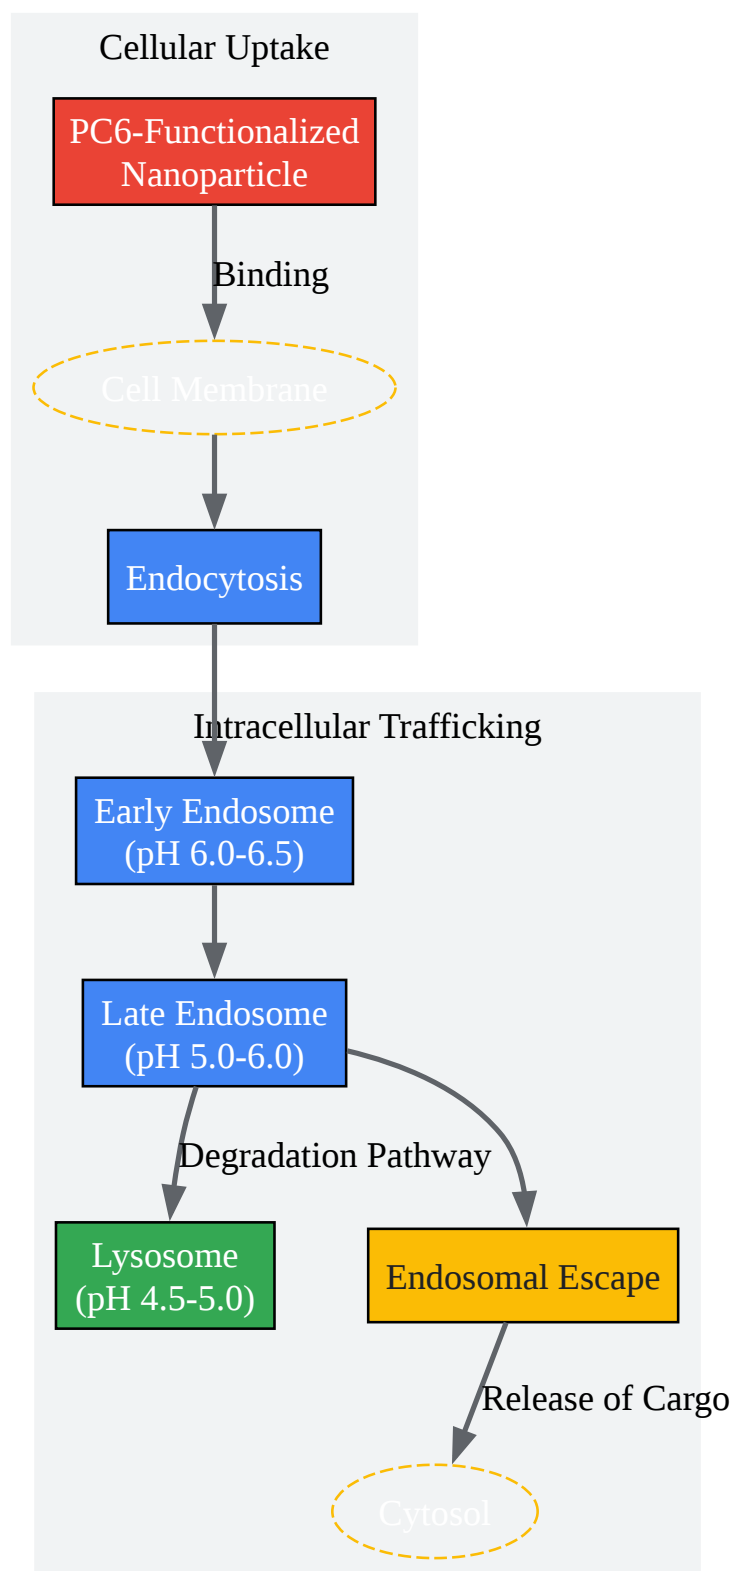 Cellular Uptake
PC6-Functionalized
Nanoparticle
Binding
Cell Membrane
Endocytosis
Intracellular Trafficking
Early Endosome
(pH 6.0-6.5)
Late Endosome
(pH 5.0-6.0)
Degradation Pathway
Lysosome
(pH 4.5-5.0)
Endosomal Escape
Release of Cargo
Cytosol